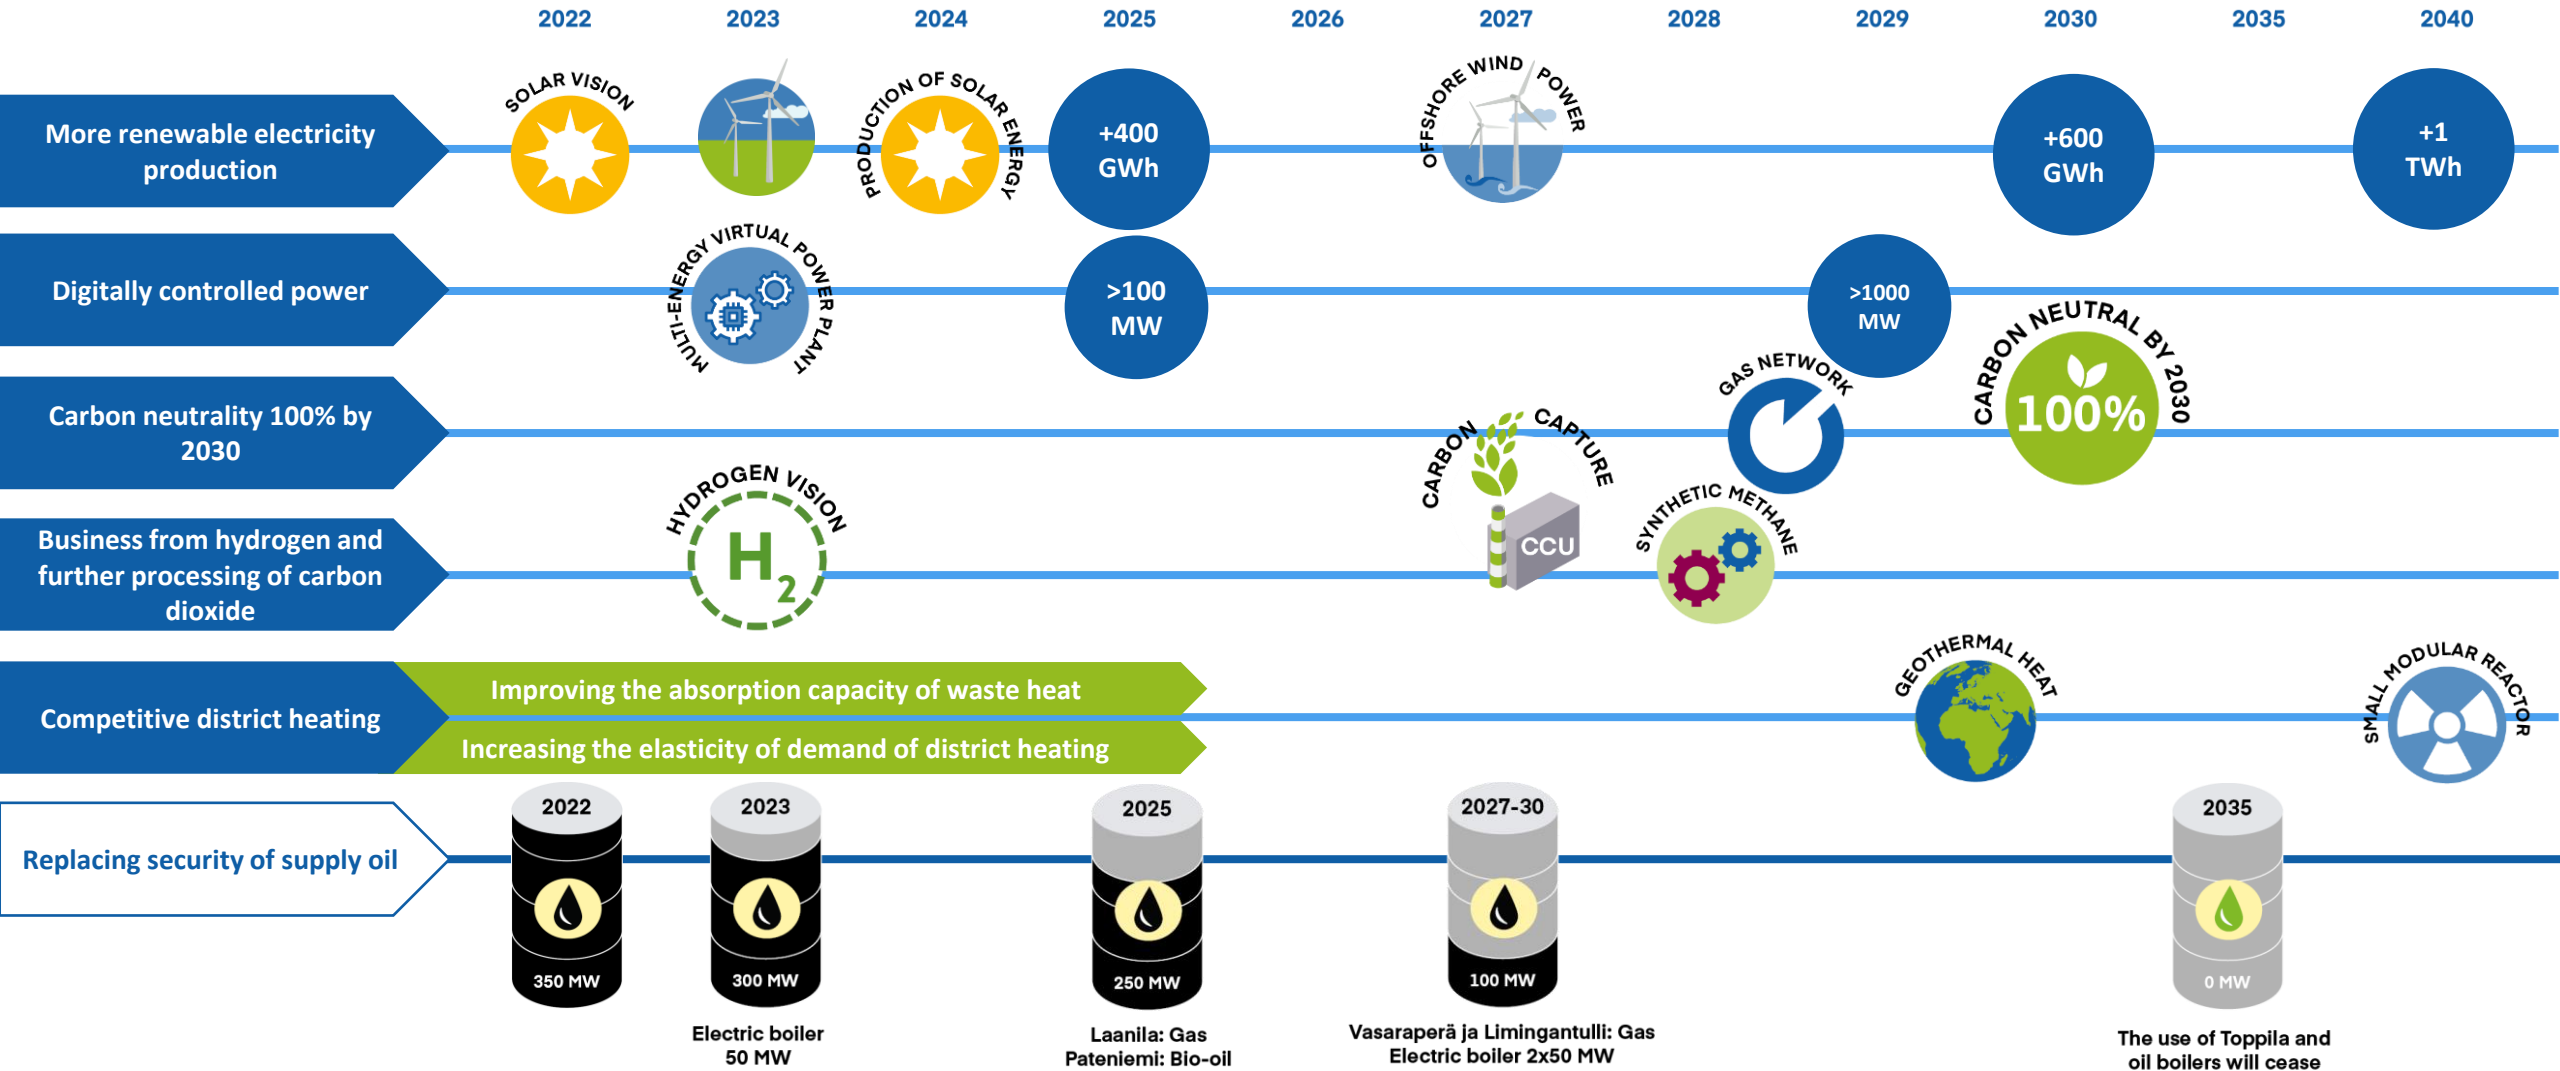 2022 2023 2024 2025 2026 2027 2028 2029 2030 2035 2040
More renewable electricity
production
SOLAR VISION
PRODUCTION OF SOLAR ENERGY
+400
GWh
OFFSHORE WIND POWER
+600
GWh
+1
TWh
Digitally controlled power
MULTI-ENERGY VIRTUAL POWER PLANT
>100
MW
>1000
MW
Carbon neutrality 100% by
2030
CARBON CAPTURE
GAS NETWORK
CARBON NEUTRAL BY 2030
100%
Business from hydrogen and
further processing of carbon
dioxide
HYDROGEN VISION
H2
CCU
SYNTHETIC METHANE
Competitive district heating
Improving the absorption capacity of waste heat
Increasing the elasticity of demand of district heating
GEOTHERMAL HEAT
SMALL MODULAR REACTOR
Replacing security of supply oil
2022
350 MW
2023
300 MW
Electric boiler
50 MW
2025
250 MW
Laanila: Gas
Pateniemi: Bio-oil
2027-30
100 MW
Vasaraperä ja Limingantulli: Gas
Electric boiler 2x50 MW
2035
0 MW
The use of Toppila and
oil boilers will cease